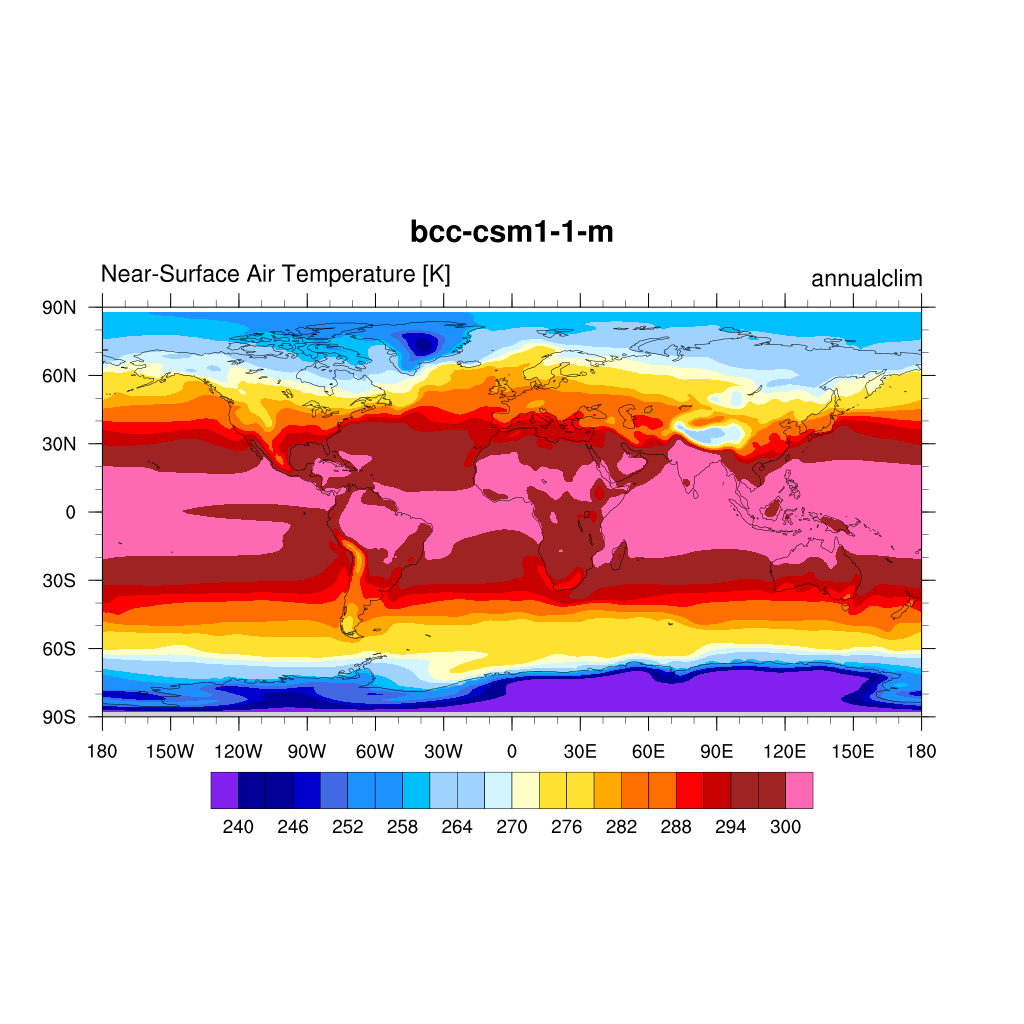 bcc-csm1-1-m
Near-Surface Air Temperature [K] annualclim
90N
60N
30N
0
30S
60S
90S
180 150W 120W 90W 60W 30W 0 30E 60E 90E 120E 150E 180
240 246 252 258 264 270 276 282 288 294 300